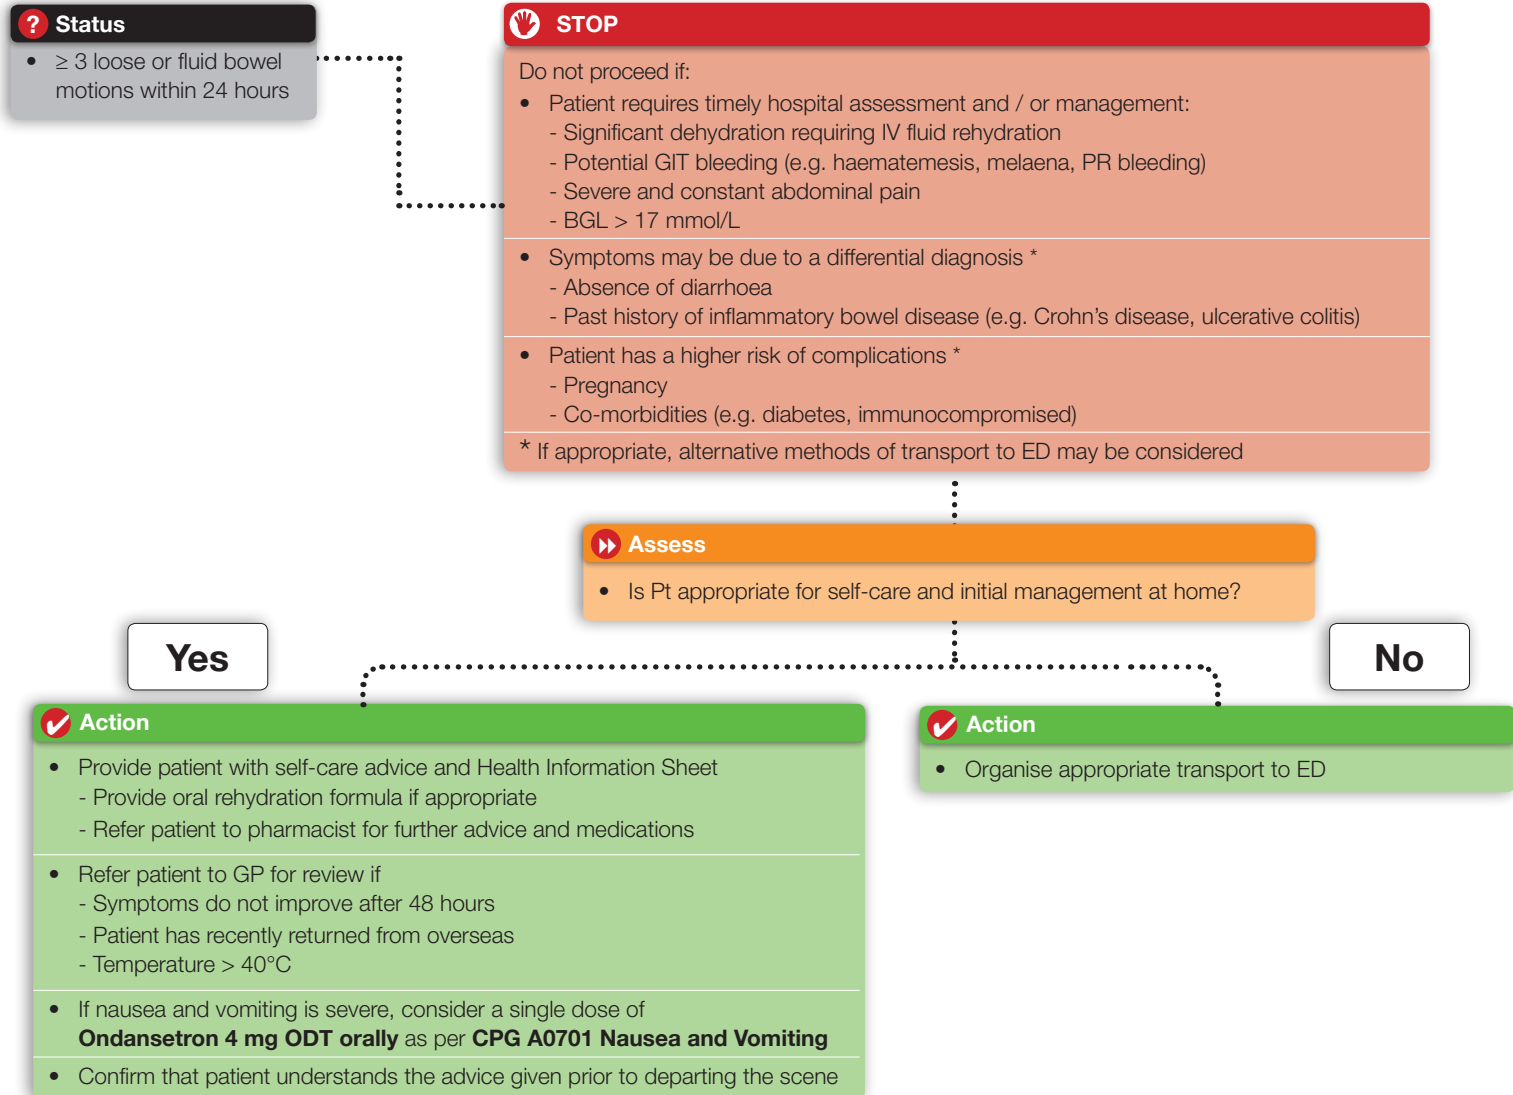 ? Status
• ≥ 3 loose or fluid bowel
motions within 24 hours
STOP
Do not proceed if:
• Patient requires timely hospital assessment and / or management:
- Significant dehydration requiring IV fluid rehydration
- Potential GIT bleeding (e.g. haematemesis, melaena, PR bleeding)
- Severe and constant abdominal pain
- BGL > 17 mmol/L
• Symptoms may be due to a differential diagnosis *
- Absence of diarrhoea
- Past history of inflammatory bowel disease (e.g. Crohn’s disease, ulcerative colitis)
• Patient has a higher risk of complications *
- Pregnancy
- Co-morbidities (e.g. diabetes, immunocompromised)
* If appropriate, alternative methods of transport to ED may be considered
Assess
• Is Pt appropriate for self-care and initial management at home?
Yes
No
Action
• Provide patient with self-care advice and Health Information Sheet
- Provide oral rehydration formula if appropriate
- Refer patient to pharmacist for further advice and medications
• Refer patient to GP for review if
- Symptoms do not improve after 48 hours
- Patient has recently returned from overseas
- Temperature > 40°C
• If nausea and vomiting is severe, consider a single dose of
Ondansetron 4 mg ODT orally as per CPG A0701 Nausea and Vomiting
• Confirm that patient understands the advice given prior to departing the scene
Action
• Organise appropriate transport to ED